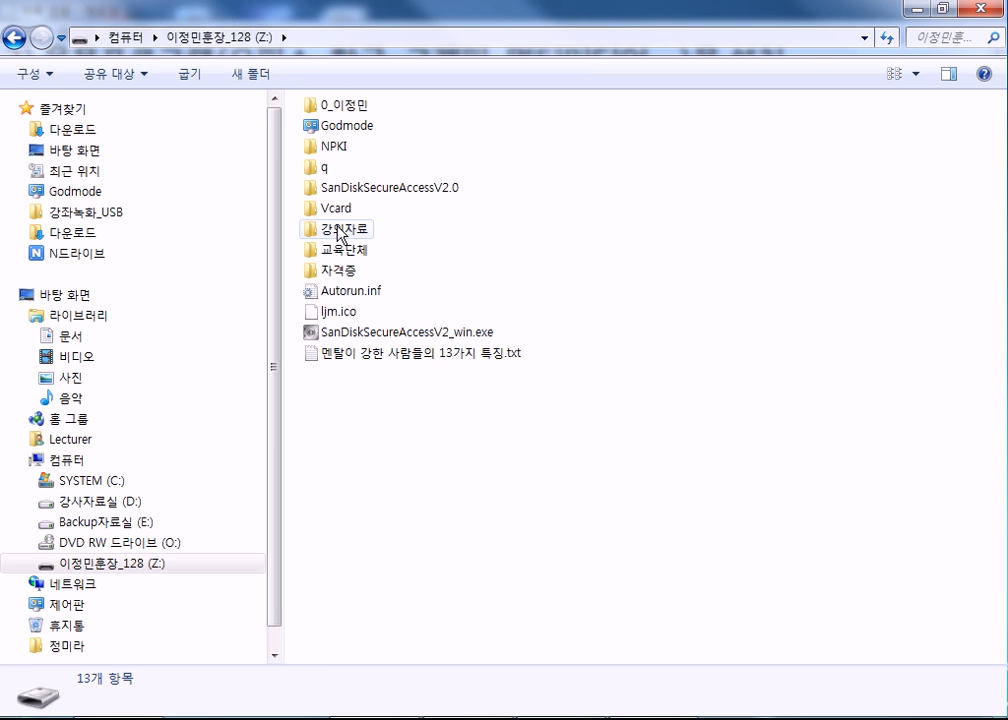 컴퓨터 이정민훈장_128 (Z:) 이정민훈...
구성 공유 대상 굽기 새 폴더
즐겨찾기
다운로드
바탕 화면
최근 위치
Godmode
강좌녹화_USB
다운로드
N드라이브
바탕 화면
라이브러리
문서
비디오
사진
음악
홈 그룹
Lecturer
컴퓨터
SYSTEM (C:)
강사자료실 (D:)
Backup자료실 (E:)
DVD RW 드라이브 (O:)
이정민훈장_128 (Z:)
네트워크
제어판
휴지통
정미라
0_이정민
Godmode
NPKI
q
SanDiskSecureAccessV2.0
Vcard
강의자료
교육단체
자격증
Autorun.inf
ljm.ico
SanDiskSecureAccessV2_win.exe
멘탈이 강한 사람들의 13가지 특징.txt
13개 항목